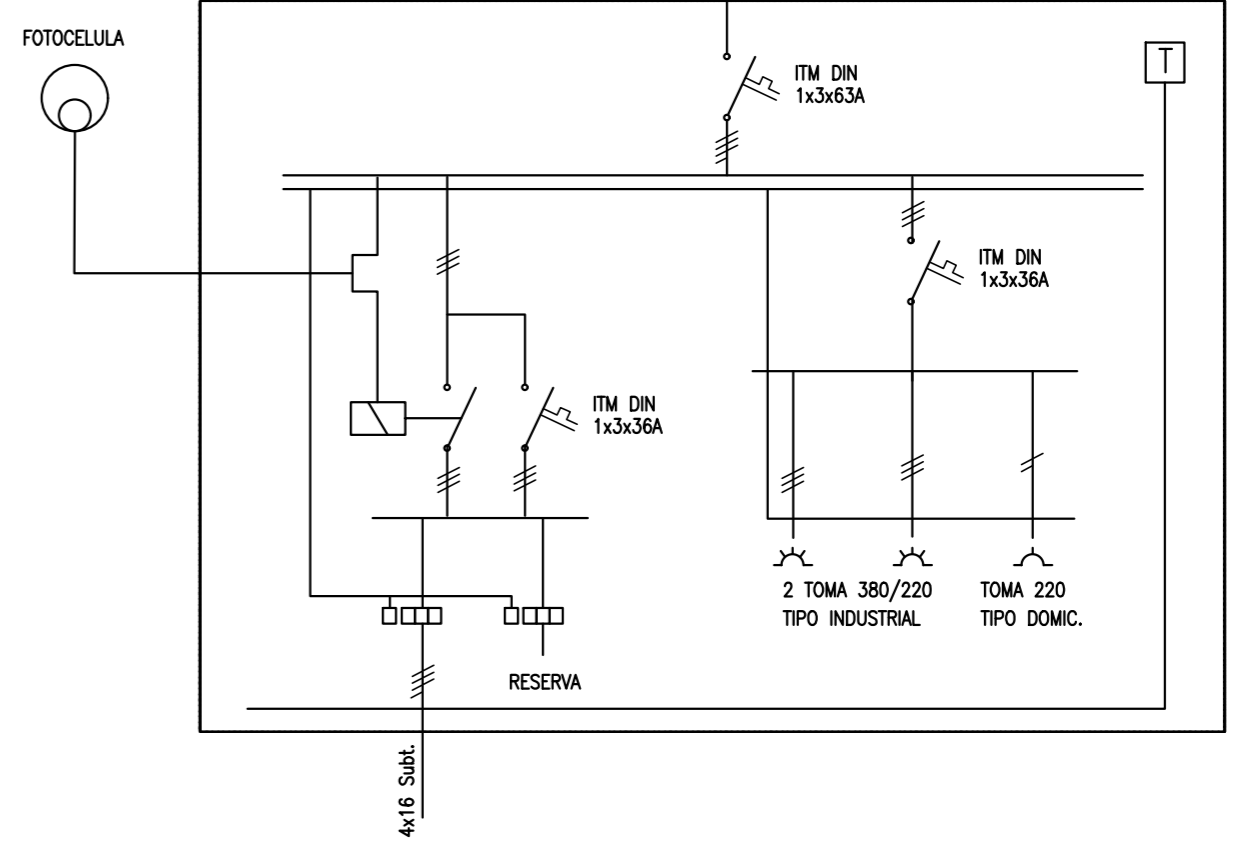 FOTOCELULA
ITM DIN
1x3x63A
T
ITM DIN
1x3x36A
ITM DIN
1x3x36A
2 TOMA 380/220
TIPO INDUSTRIAL
TOMA 220
TIPO DOMIC.
RESERVA
4x16 Subt.